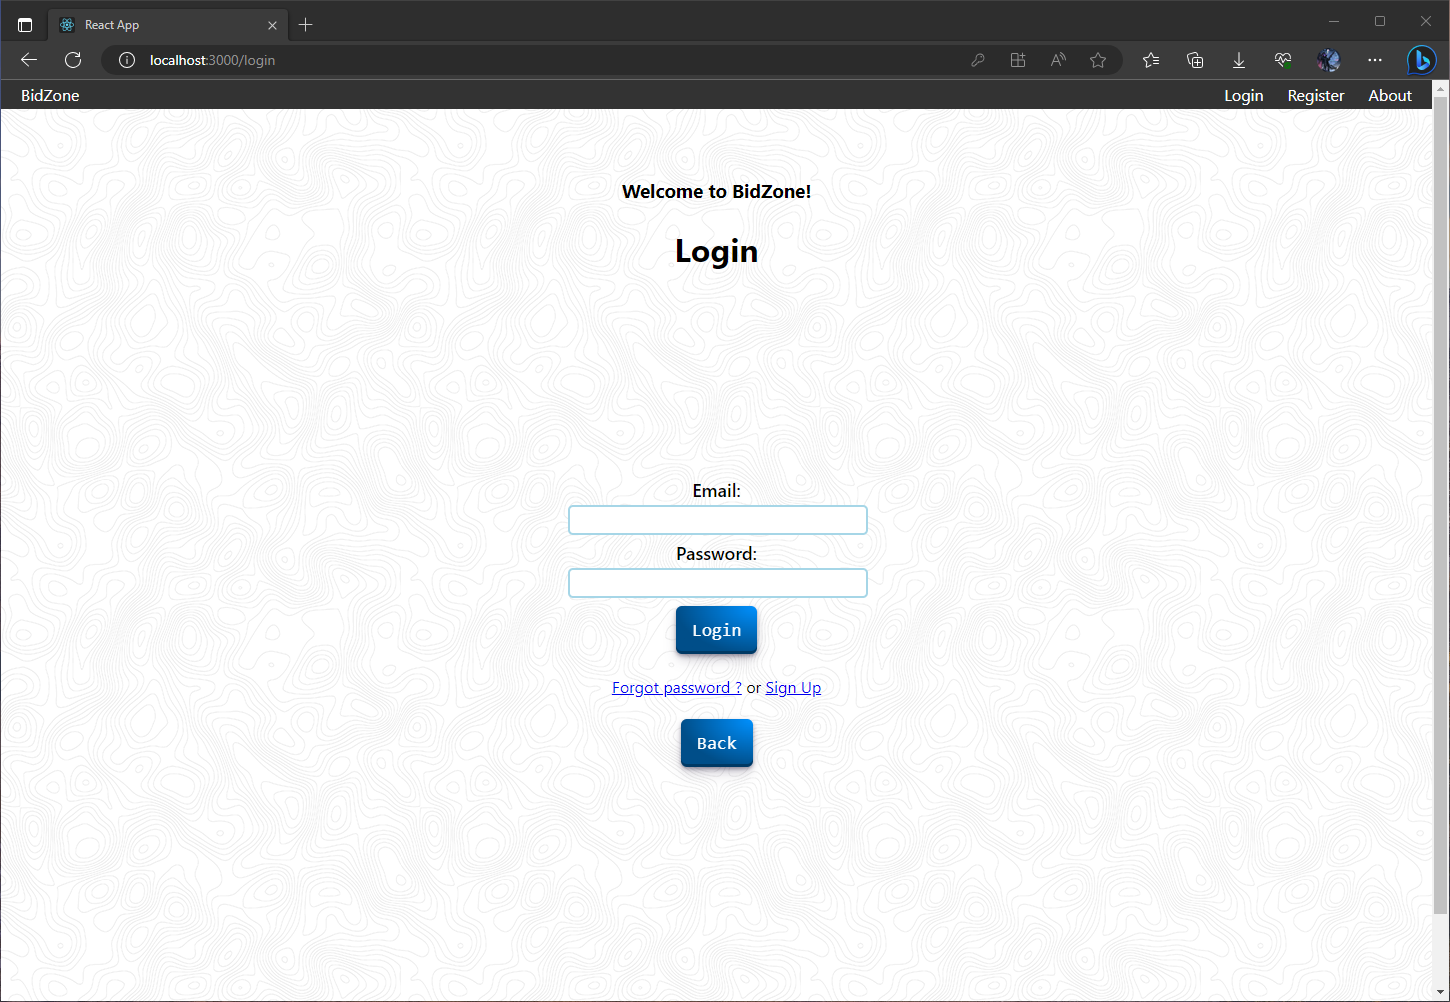 React App
localhost:3000/login
BidZone
Login Register About
Welcome to BidZone!
Login
Email:
Password:
Login
Forgot password ? or Sign Up
Back